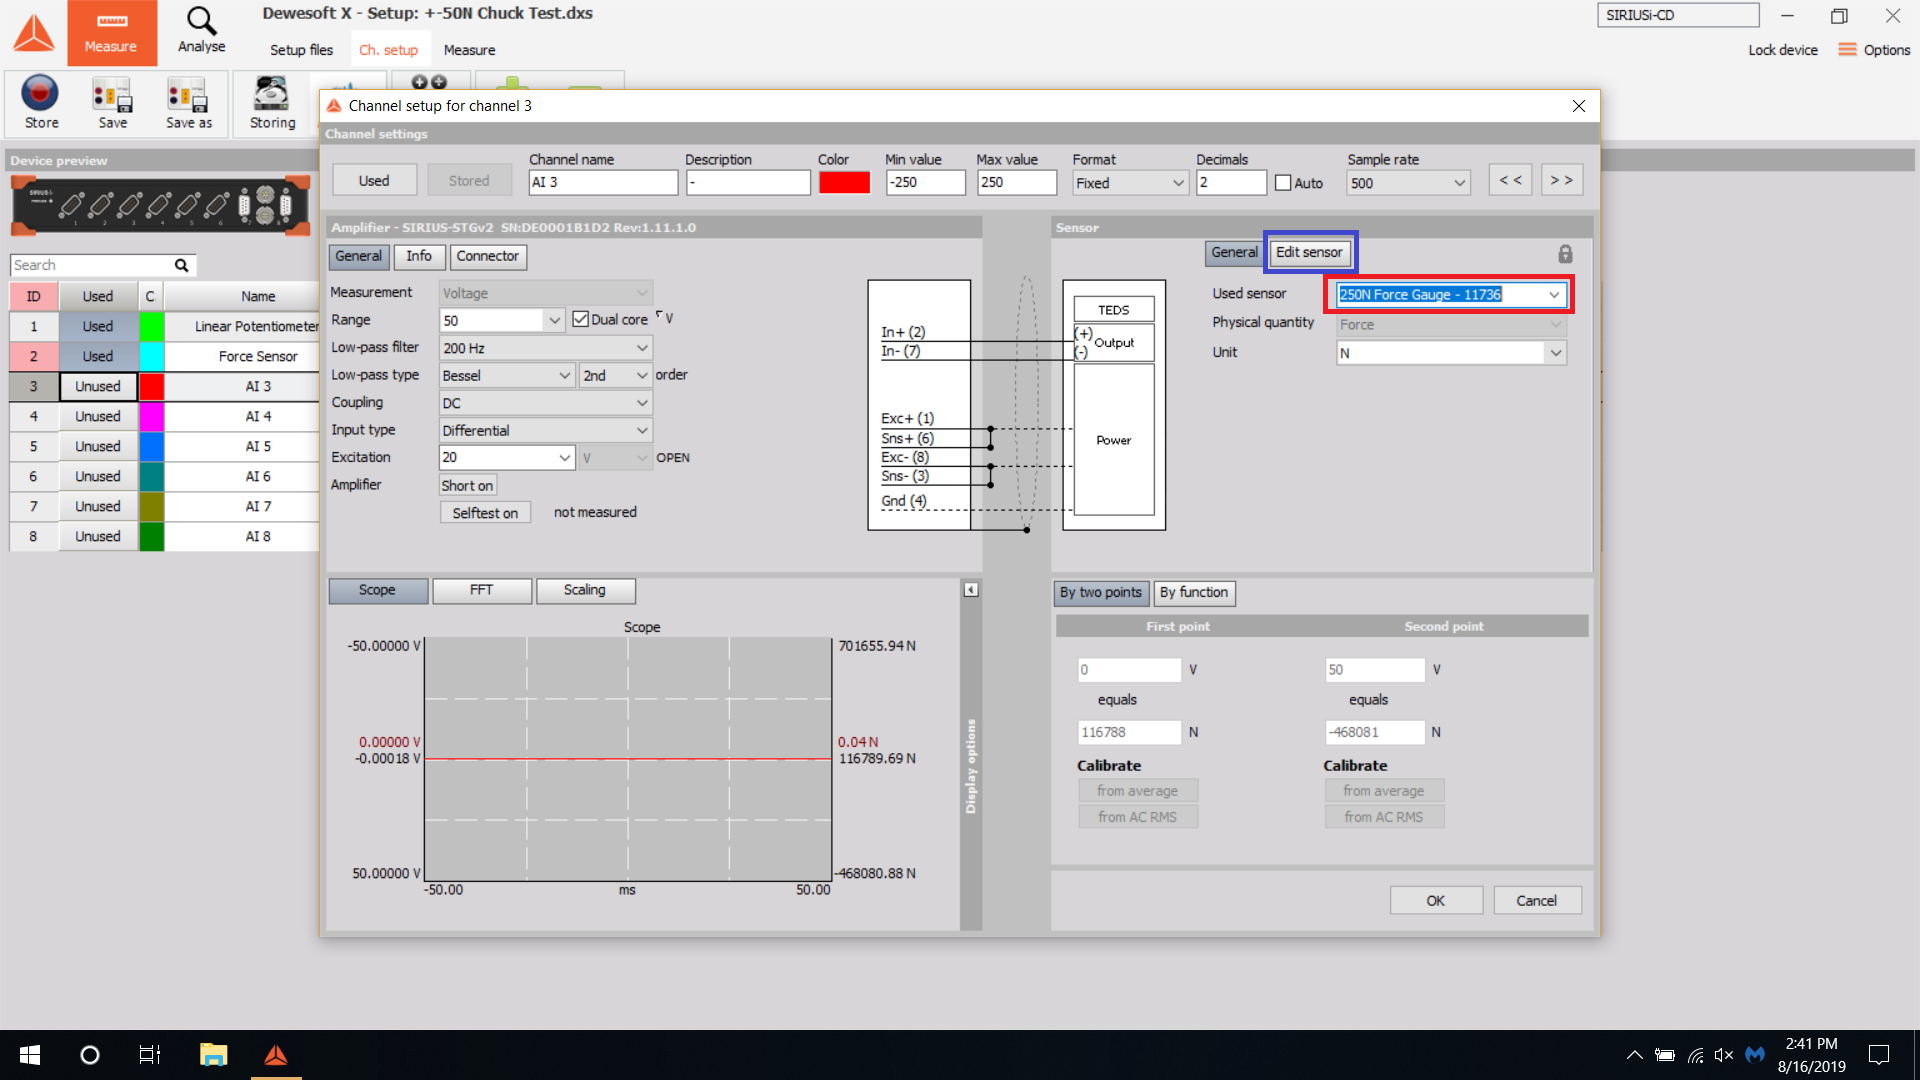 Dewesoft X - Setup: +-50N Chuck Test.dxs
SIRIUSi-CD
Measure
Analyse
Setup files
Ch. setup
Measure
Lock device
Options
Store
Save
Save as
Storing
Channel setup for channel 3
Channel settings
Device preview
Used
Stored
Channel name
AI 3
Description
-
Color
Min value
-250
Max value
250
Format
Fixed
Decimals
2
Auto
Sample rate
500
< <
> >
Amplifier - SIRIUS-STGv2 SN:DE0001B1D2 Rev:1.11.1.0
Sensor
General
Info
Connector
General
Edit sensor
Search
ID Used C. Name
1 Used Linear Potentiometer
2 Used Force Sensor
3 Unused AI 3
4 Unused AI 4
5 Unused AI 5
6 Unused AI 6
7 Unused AI 7
8 Unused AI 8
Measurement Voltage
Range 50 Dual core V
Low-pass filter 200 Hz
Low-pass type Bessel 2nd order
Coupling DC
Input type Differential
Excitation 20 V OPEN
Amplifier Short on
Selftest on not measured
In+ (2)
In- (7)
Exc+ (1)
Sns+ (6)
Exc- (8)
Sns- (3)
Gnd (4)
TEDS
(+)
(-)
Output
Power
Used sensor 250N Force Gauge - 11736
Physical quantity Force
Unit N
Scope
FFT
Scaling
Scope
-50.00000 V
701655.94 N
0.00000 V
0.04 N
-0.00018 V
116789.69 N
50.00000 V
-468080.88 N
-50.00 ms 50.00
Display options
By two points
By function
First point Second point
0 V 50 V
equals equals
116788 N -468081 N
Calibrate Calibrate
from average from average
from AC RMS from AC RMS
OK
Cancel
2:41 PM
8/16/2019